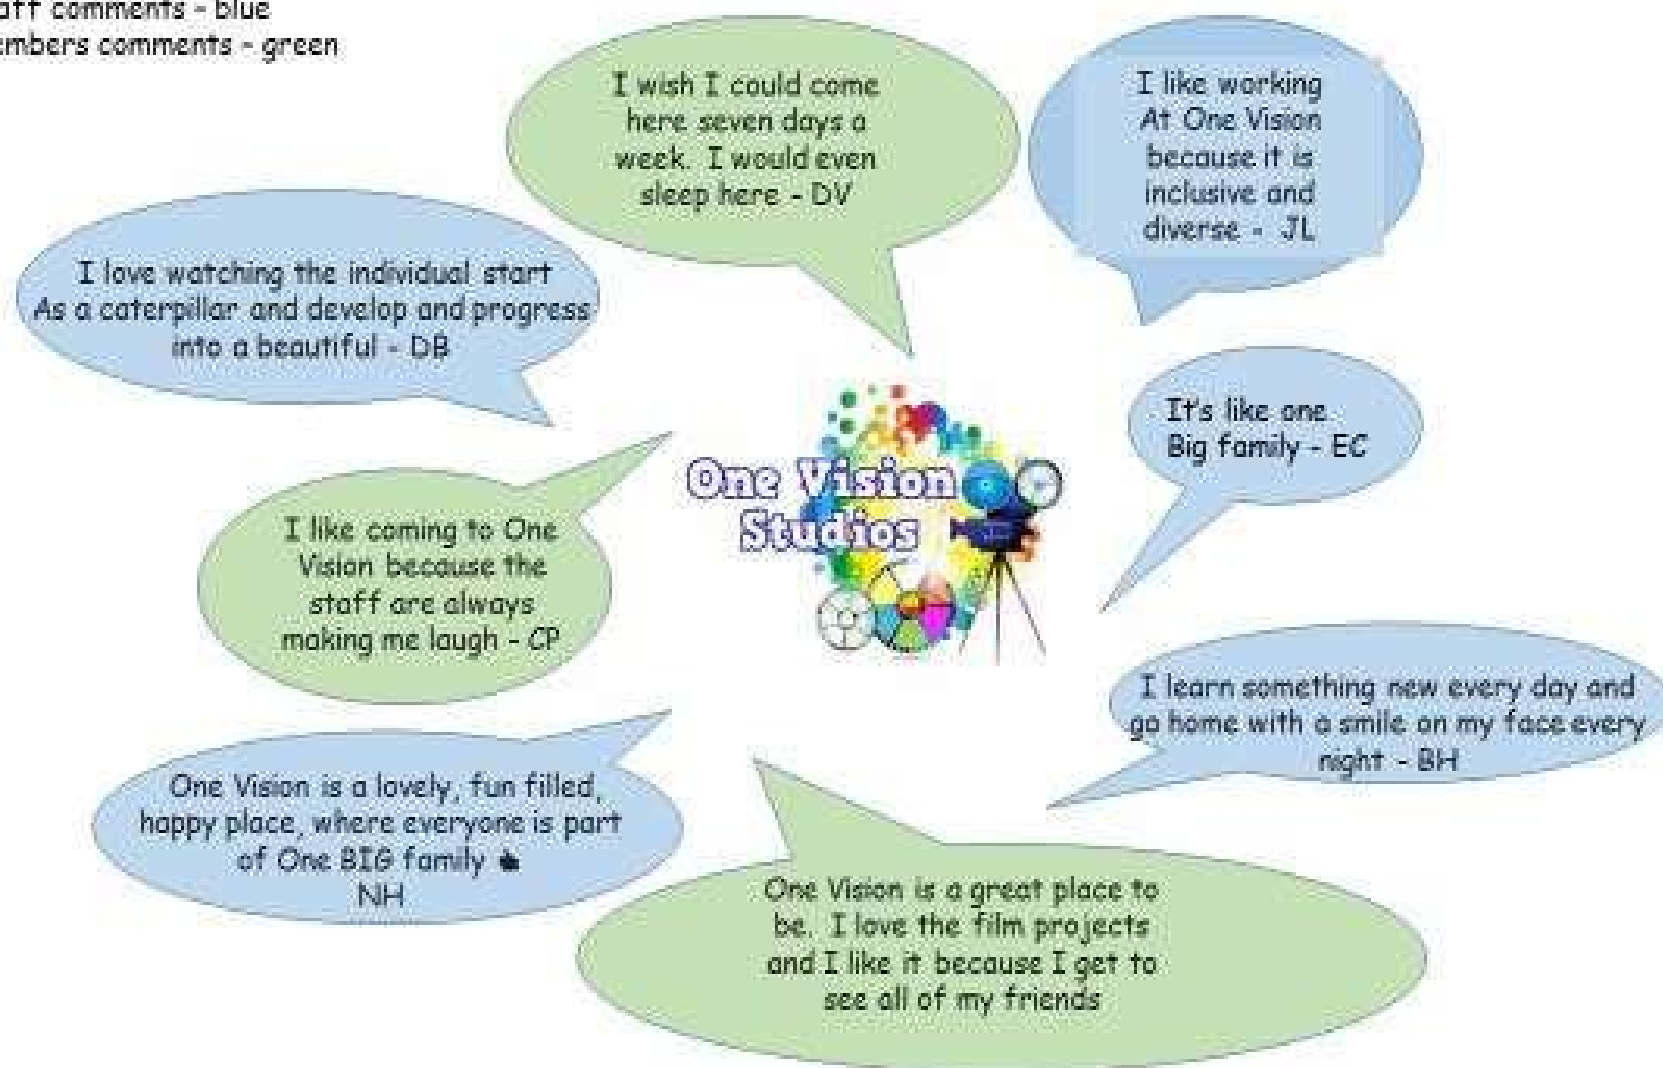 aff comments - blue
embers comments - green
I wish I could come
here seven days a
week. I would even
sleep here - DV
I like working
At One Vision
because it is
inclusive and
diverse - JL
I love watching the individual start
As a caterpillar and develop and progress
into a beautiful - DB
It's like one
Big family - EC
One Vision
Studios
I like coming to One
Vision because the
staff are always
making me laugh - CP
I learn something new every day and
go home with a smile on my face every
night - BH
One Vision is a lovely, fun filled,
happy place, where everyone is part
of One BIG family
NH
One Vision is a great place to
be. I love the film projects
and I like it because I get to
see all of my friends